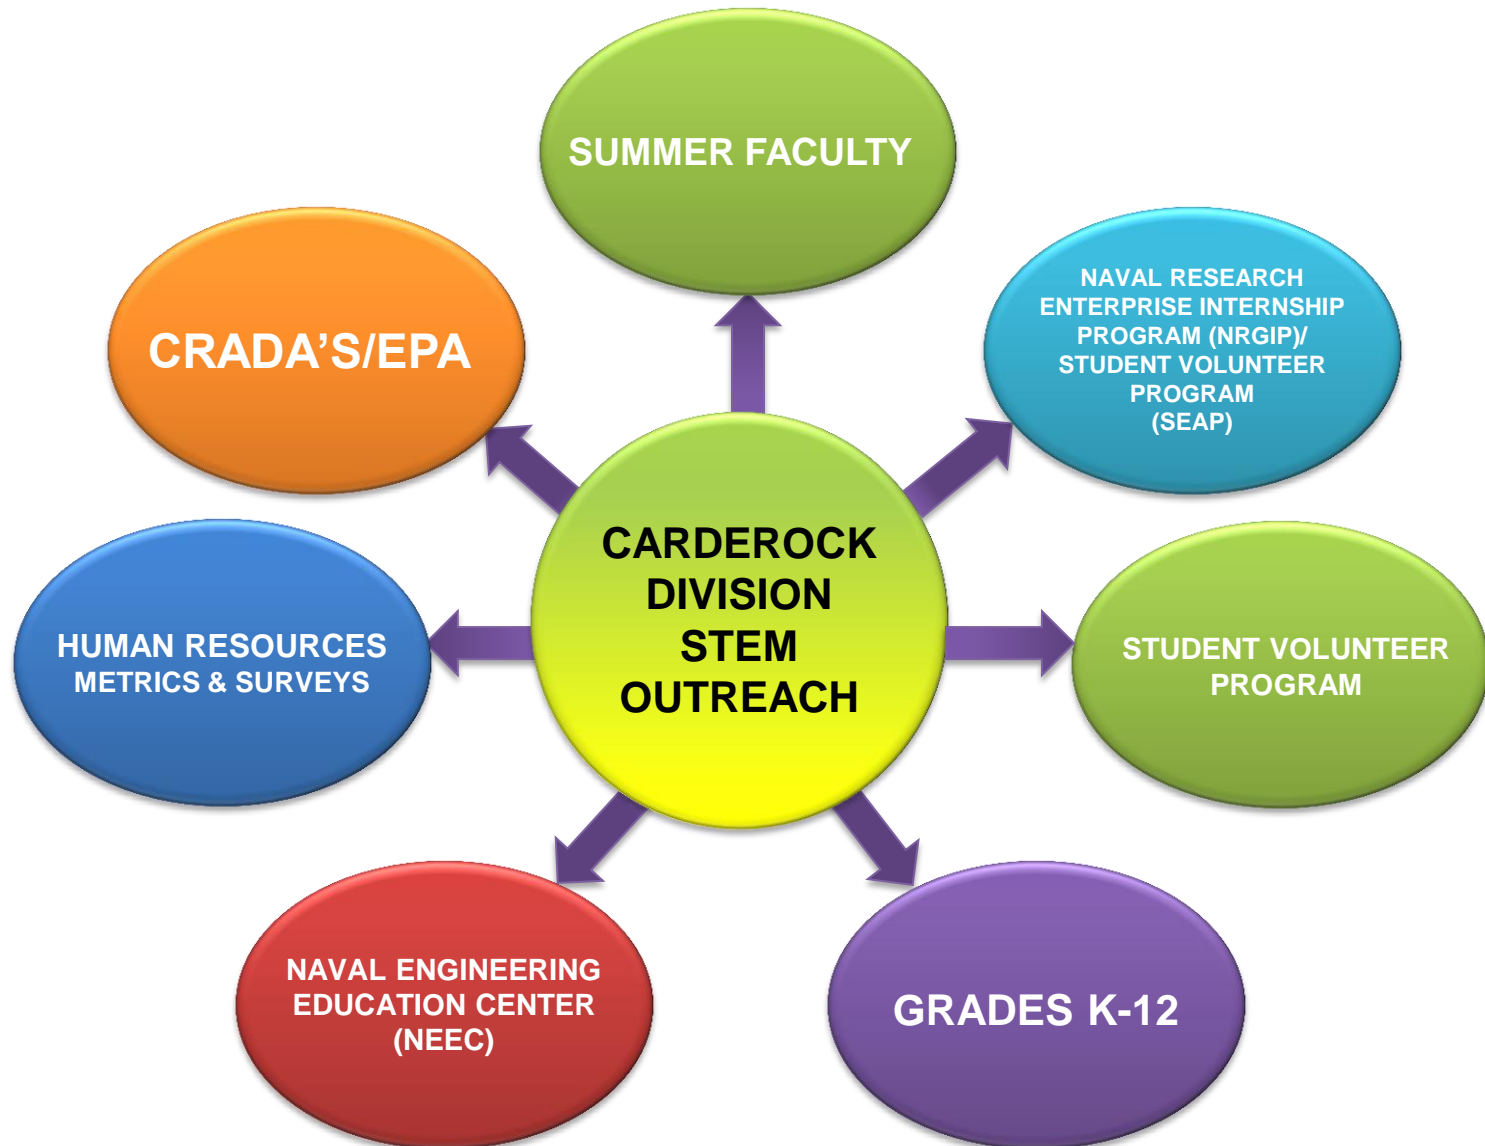 SUMMER FACULTY
NAVAL RESEARCH
ENTERPRISE INTERNSHIP
PROGRAM (NRGIP)/
STUDENT VOLUNTEER
PROGRAM
(SEAP)
CRADA’S/EPA
CARDEROCK
DIVISION
STEM
OUTREACH
HUMAN RESOURCES
METRICS & SURVEYS
STUDENT VOLUNTEER
PROGRAM
NAVAL ENGINEERING
EDUCATION CENTER
(NEEC)
GRADES K-12